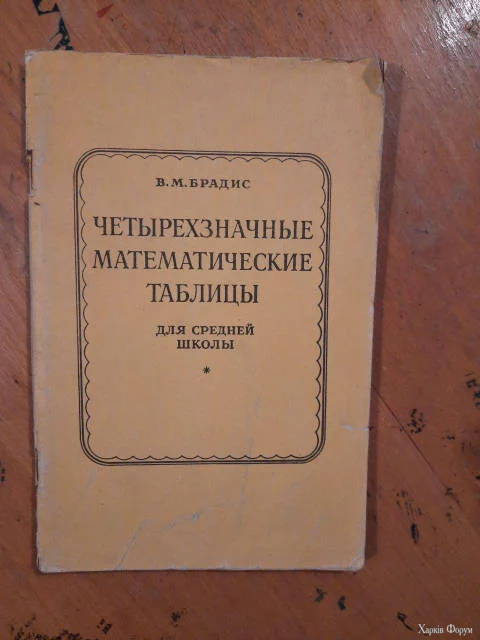 В. М. БРАДИС
ЧЕТЫРЕХЗНАЧНЫЕ
МАТЕМАТИЧЕСКИЕ
ТАБЛИЦЫ
ДЛЯ СРЕДНЕЙ
ШКОЛЫ
*
Харків Форум